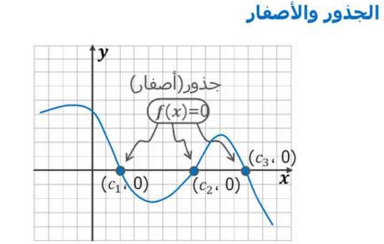 الجذور والأصفار
y
جذور(أصفار)
f(x)=0
(c₃، 0)
x
(c₁، 0)
(c₂، 0)